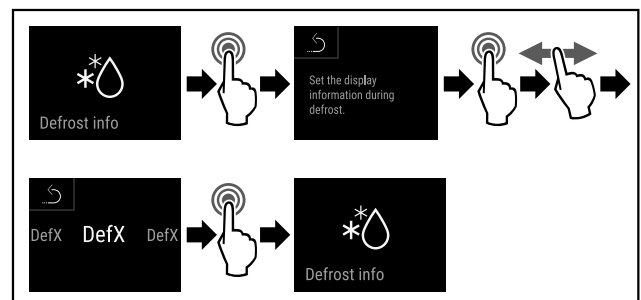 Defrost info
Set the display
information during
defrost.
DefX DefX DefX
Defrost info